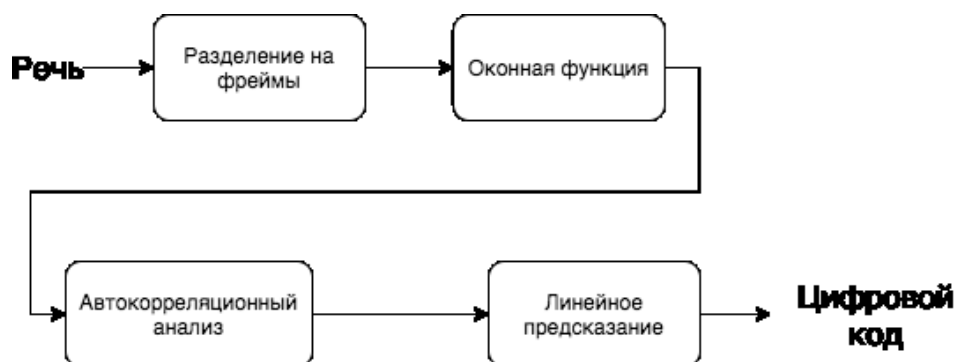 Речь
Разделение на
фреймы
Оконная функция
Автокорреляционный
анализ
Линейное
предсказание
Цифровой
код